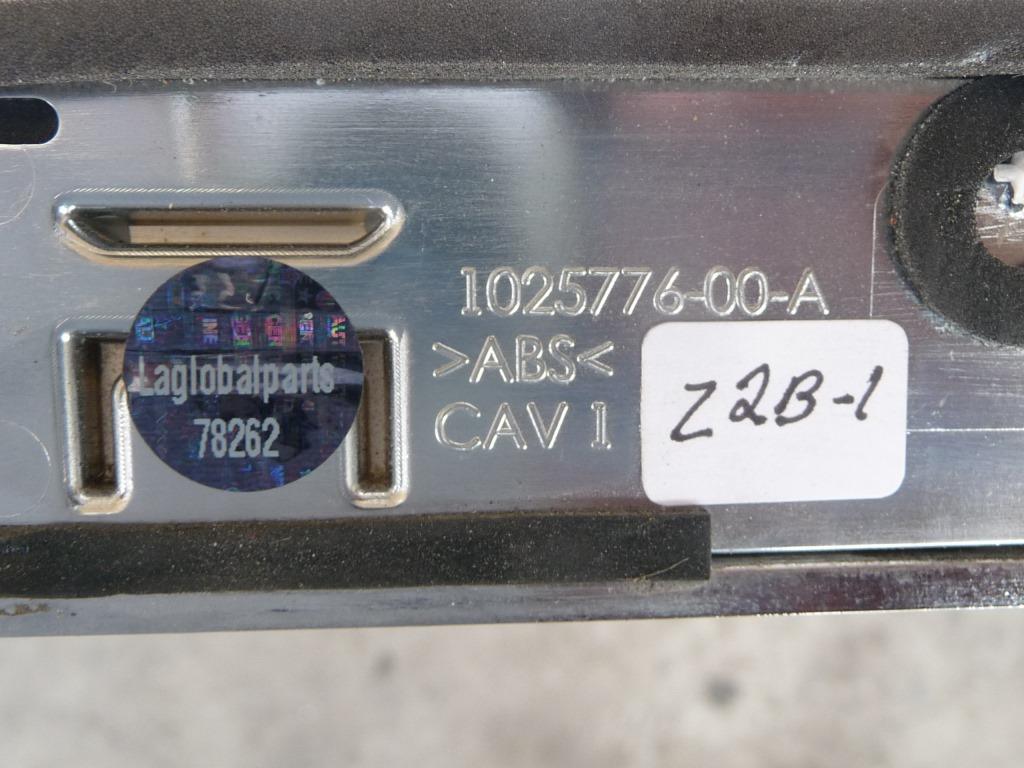 1025776-00-A
>ABS<
CAV 1
Laglobalparts
78262
Z2B-1